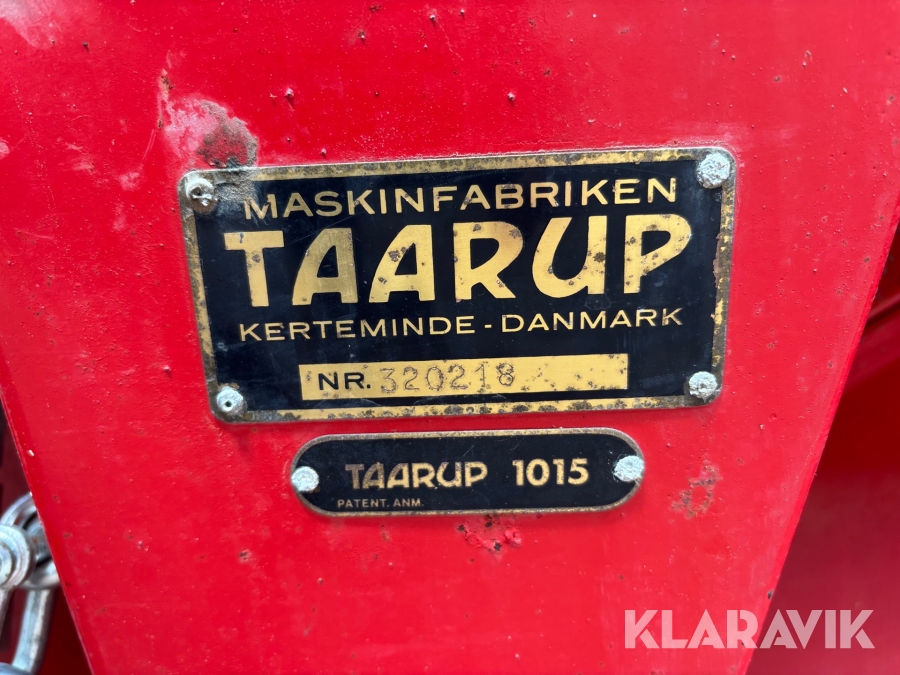 MASKINFABRIKEN
TAARUP
KERTEMINDE - DANMARK
NR. 320218
TAARUP 1015
PATENT. ANM.
KLARAVIK